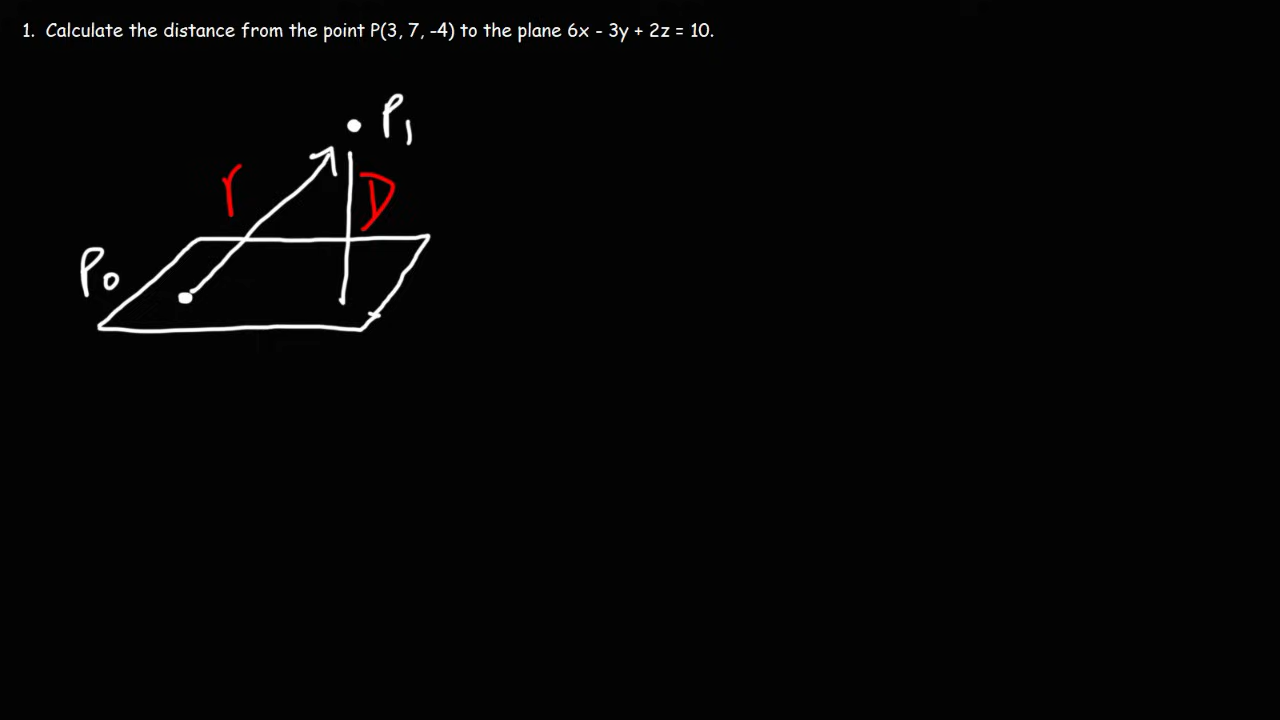 1. Calculate the distance from the point P(3, 7, -4) to the plane 6x - 3y + 2z = 10.
P₁
r
D
P₀